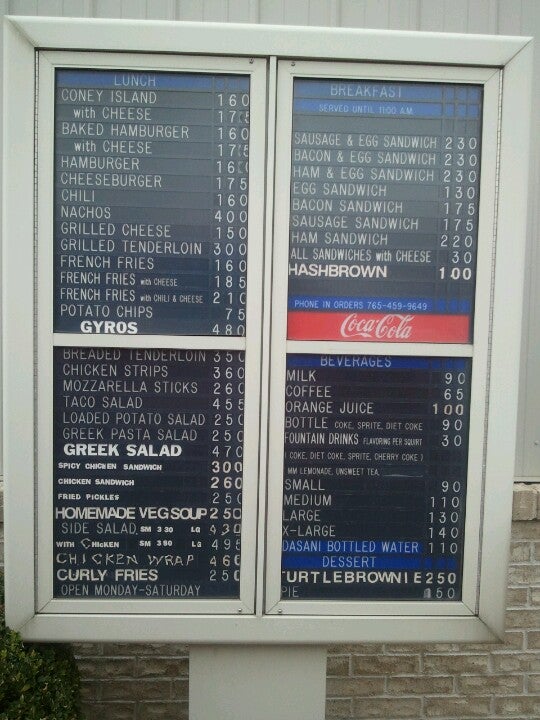 LUNCH
CONEY ISLAND 160
with CHEESE 175
BAKED HAMBURGER 160
with CHEESE 175
HAMBURGER 160
CHEESEBURGER 175
CHILI 160
NACHOS 400
GRILLED CHEESE 150
GRILLED TENDERLOIN 300
FRENCH FRIES 160
FRENCH FRIES with CHEESE 185
FRENCH FRIES with CHILI & CHEESE 210
POTATO CHIPS 75
GYROS 480
BREADED TENDERLOIN 350
CHICKEN STRIPS 360
MOZZARELLA STICKS 260
TACO SALAD 455
LOADED POTATO SALAD 250
GREEK PASTA SALAD 250
GREEK SALAD 470
SPICY CHICKEN SANDWICH 300
CHICKEN SANDWICH 260
FRIED PICKLES 250
HOMEMADE VEG SOUP 250
SIDE SALAD SM 330 LG 430
WITH CHICKEN SM 380 LG 495
CHICKEN WRAP 460
CURLY FRIES 250
OPEN MONDAY-SATURDAY
BREAKFAST
SERVED UNTIL 11:00 A.M.
SAUSAGE & EGG SANDWICH 230
BACON & EGG SANDWICH 230
HAM & EGG SANDWICH 230
EGG SANDWICH 130
BACON SANDWICH 175
SAUSAGE SANDWICH 175
HAM SANDWICH 220
ALL SANDWICHES with CHEESE 30
HASHBROWN 100
PHONE IN ORDERS 765-459-9649
Coca-Cola
BEVERAGES
MILK 90
COFFEE 65
ORANGE JUICE 100
BOTTLE COKE, SPRITE, DIET COKE 90
FOUNTAIN DRINKS FLAVORING PER SQUIRT 30
( COKE, DIET COKE, SPRITE, CHERRY COKE )
MM LEMONADE, UNSWEET TEA
SMALL 90
MEDIUM 110
LARGE 130
X-LARGE 140
DASANI BOTTLED WATER 110
DESSERT
TURTLEBROWNIE 250
PIE 50